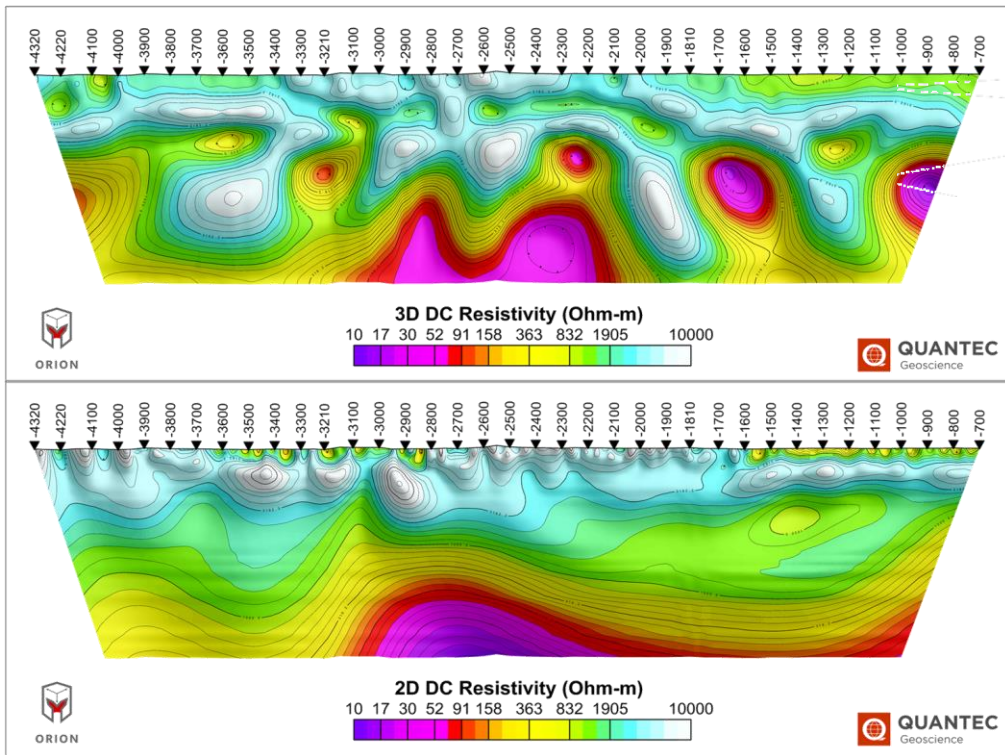 -4320 -4220 -4100 -4000 -3900 -3800 -3700 -3600 -3500 -3400 -3300 -3210 -3100 -3000 -2900 -2800 -2700 -2600 -2500 -2400 -2300 -2200 -2100 -2000 -1900 -1810 -1700 -1600 -1500 -1400 -1300 -1200 -1100 -1000 -900 -800 -700
3D DC Resistivity (Ohm-m)
10 17 30 52 91 158 363 832 1905 10000
ORION
QUANTEC
Geoscience
-4320 -4220 -4100 -4000 -3900 -3800 -3700 -3600 -3500 -3400 -3300 -3210 -3100 -3000 -2900 -2800 -2700 -2600 -2500 -2400 -2300 -2200 -2100 -2000 -1900 -1810 -1700 -1600 -1500 -1400 -1300 -1200 -1100 -1000 -900 -800 700
2D DC Resistivity (Ohm-m)
10 17 30 52 91 158 363 832 1905 10000
ORION
QUANTEC
Geoscience